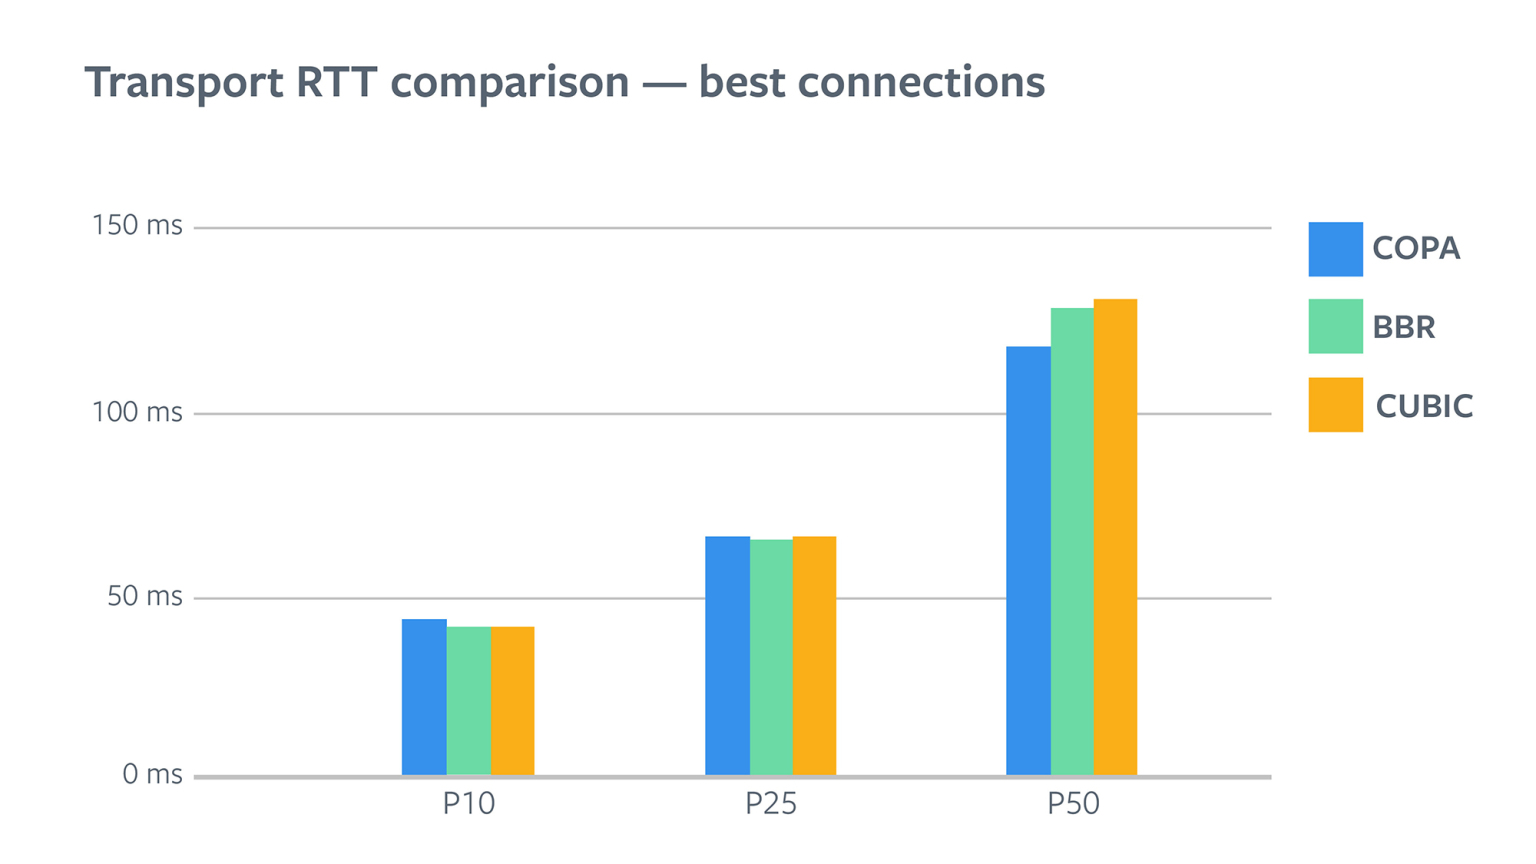 Transport RTT comparison — best connections
150 ms
100 ms
50 ms
0 ms
P10
P25
P50
COPA
BBR
CUBIC